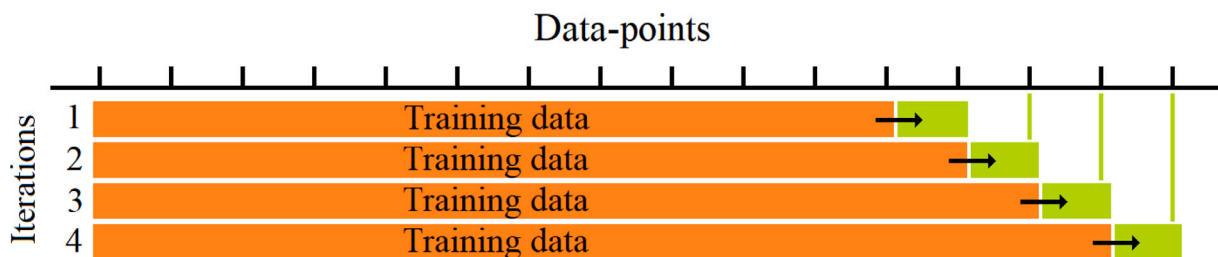 Data-points
Iterations
1 Training data
2 Training data
3 Training data
4 Training data